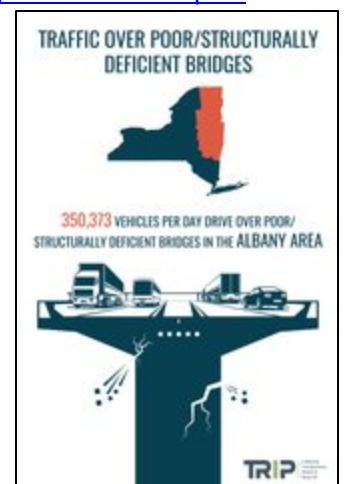 TRAFFIC OVER POOR/STRUCTURALLY
DEFICIENT BRIDGES
350,373 VEHICLES PER DAY DRIVE OVER POOR/
STRUCTURALLY DEFICIENT BRIDGES IN THE ALBANY AREA
TRIP